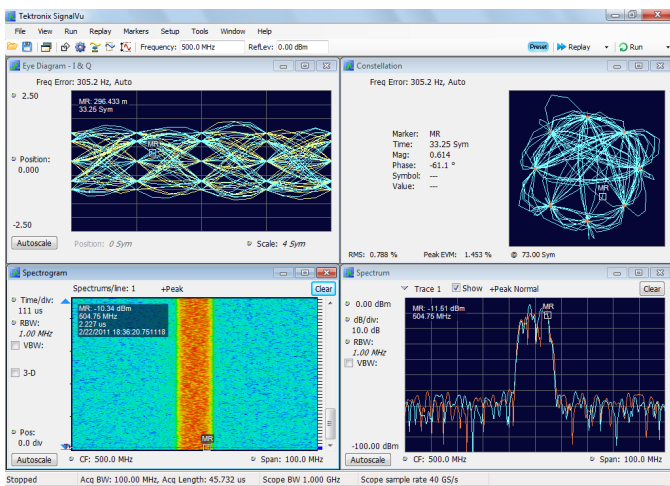 Tektronix SignalVu
File View Run Replay Markers Setup Tools Window Help
Frequency: 500.0 MHz RefLev: 0.00 dBm Preset Replay Run
Eye Diagram - I & Q
Freq Error: 305.2 Hz, Auto
2.50
MR: 296.433 m
33.25 Sym
MR
Position:
0.000
-2.50
Autoscale Position: 0 Sym Scale: 4 Sym
Constellation
Freq Error: 305.2 Hz, Auto
Marker: MR
Time: 33.25 Sym
Mag: 0.614
Phase: -61.1 °
Symbol: ---
Value: ---
MR
RMS: 0.788 % Peak EVM: 1.453 % @ 73.00 Sym
Spectrogram
Spectrums/line: 1 +Peak Clear
Time/div:
111 us
RBW:
1.00 MHz
VBW:
3-D
Pos:
0.0 div
MR: -10.34 dBm
504.75 MHz
2.227 us
2/22/2011 18:36:20.751118
MR
Autoscale CF: 500.0 MHz Span: 100.0 MHz
Spectrum
Trace 1 Show +Peak Normal Clear
0.00 dBm
dB/div:
10.0 dB
RBW:
1.00 MHz
VBW:
MR: -11.51 dBm
504.75 MHz
MR
-100.00 dBm
Autoscale CF: 500.0 MHz Span: 100.0 MHz
Stopped Acq BW: 100.00 MHz, Acq Length: 45.732 us Scope BW 1.000 GHz Scope sample rate 40 GS/s